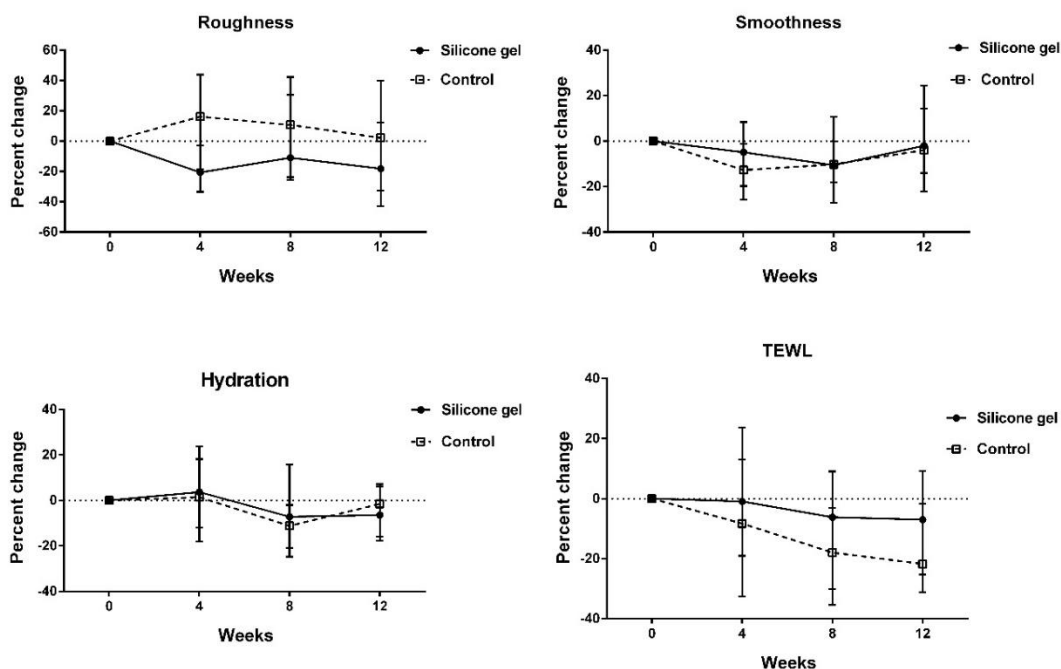 Roughness
Silicone gel
Control
Percent change
60
40
20
0
-20
-40
-60
0 4 8 12
Weeks
Smoothness
Silicone gel
Control
Percent change
40
20
0
-20
-40
0 4 8 12
Weeks
Hydration
Silicone gel
Control
Percent change
40
20
0
-20
-40
0 4 8 12
Weeks
TEWL
Silicone gel
Control
Percent change
40
20
0
-20
-40
0 4 8 12
Weeks